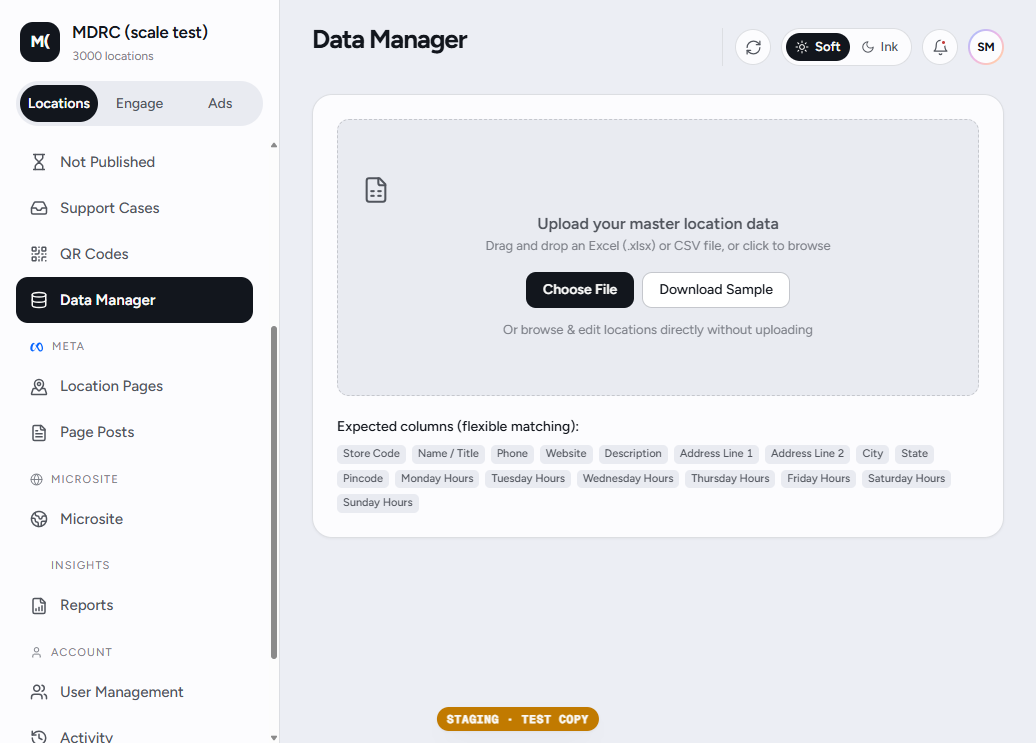 M(
MDRC (scale test)
3000 locations
Locations
Engage
Ads
Not Published
Support Cases
QR Codes
Data Manager
META
Location Pages
Page Posts
MICROSITE
Microsite
INSIGHTS
Reports
ACCOUNT
User Management
Activity
Data Manager
Soft
Ink
SM
Upload your master location data
Drag and drop an Excel (.xlsx) or CSV file, or click to browse
Choose File
Download Sample
Or browse & edit locations directly without uploading
Expected columns (flexible matching):
Store Code Name / Title Phone Website Description Address Line 1 Address Line 2 City State
Pincode Monday Hours Tuesday Hours Wednesday Hours Thursday Hours Friday Hours Saturday Hours
Sunday Hours
STAGING · TEST COPY